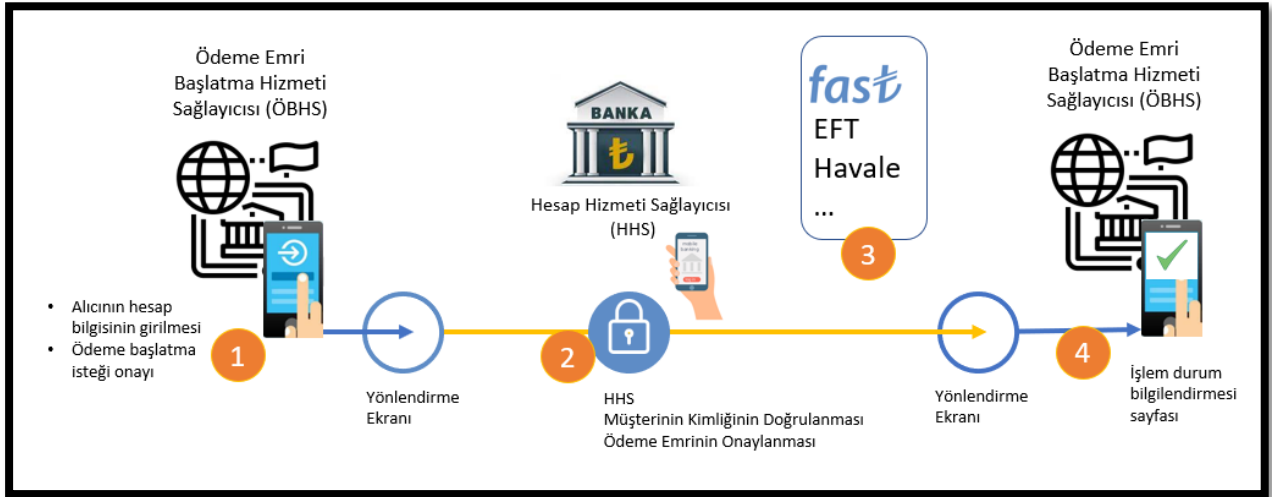 Ödeme Emri
Başlatma Hizmeti
Sağlayıcısı (ÖBHS)
• Alıcının hesap
bilgisinin girilmesi
• Ödeme başlatma
isteği onayı
1
Yönlendirme
Ekranı
BANKA
₺
Hesap Hizmeti Sağlayıcısı
(HHS)
mobile
banking
2
HHS
Müşterinin Kimliğinin Doğrulanması
Ödeme Emrinin Onaylanması
fast
EFT
Havale
...
3
Yönlendirme
Ekranı
Ödeme Emri
Başlatma Hizmeti
Sağlayıcısı (ÖBHS)
4
İşlem durum
bilgilendirmesi
sayfası